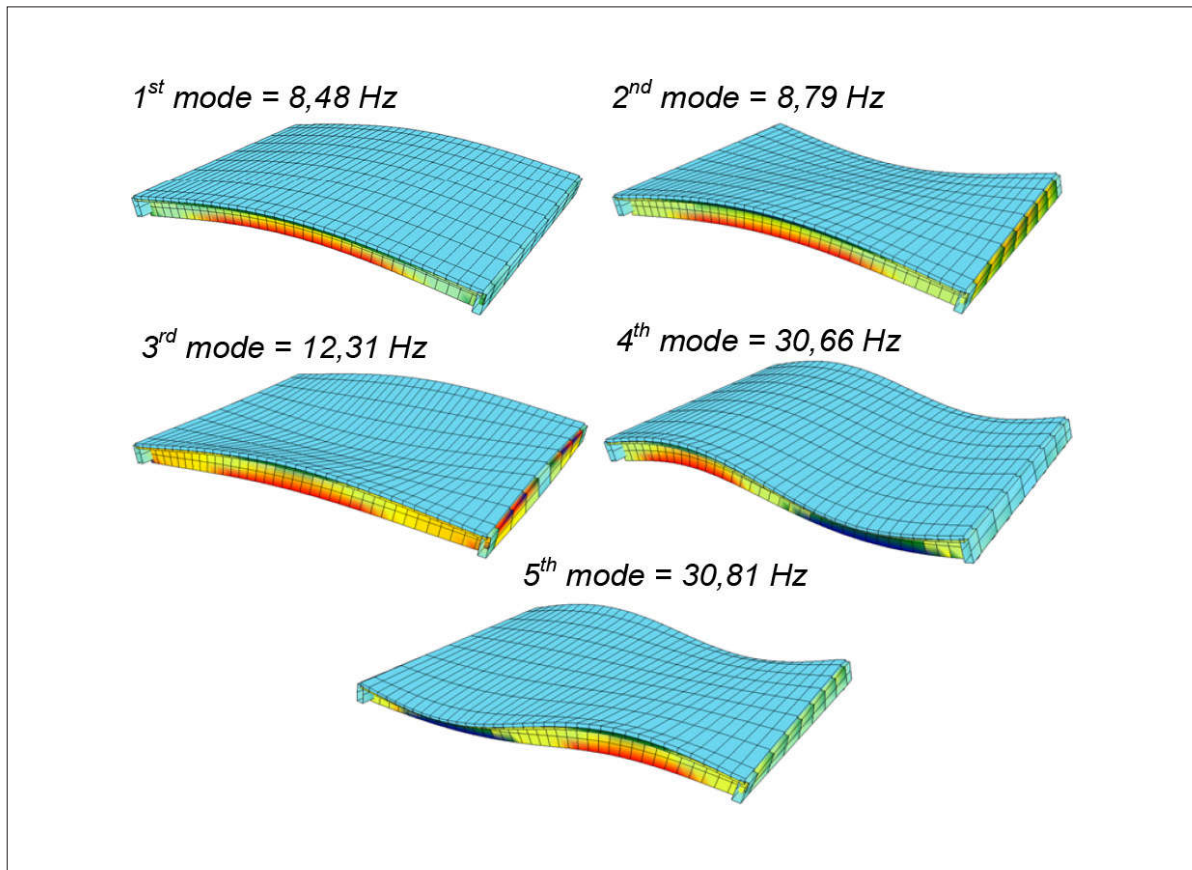 1st mode = 8,48 Hz
2nd mode = 8,79 Hz
3rd mode = 12,31 Hz
4th mode = 30,66 Hz
5th mode = 30,81 Hz